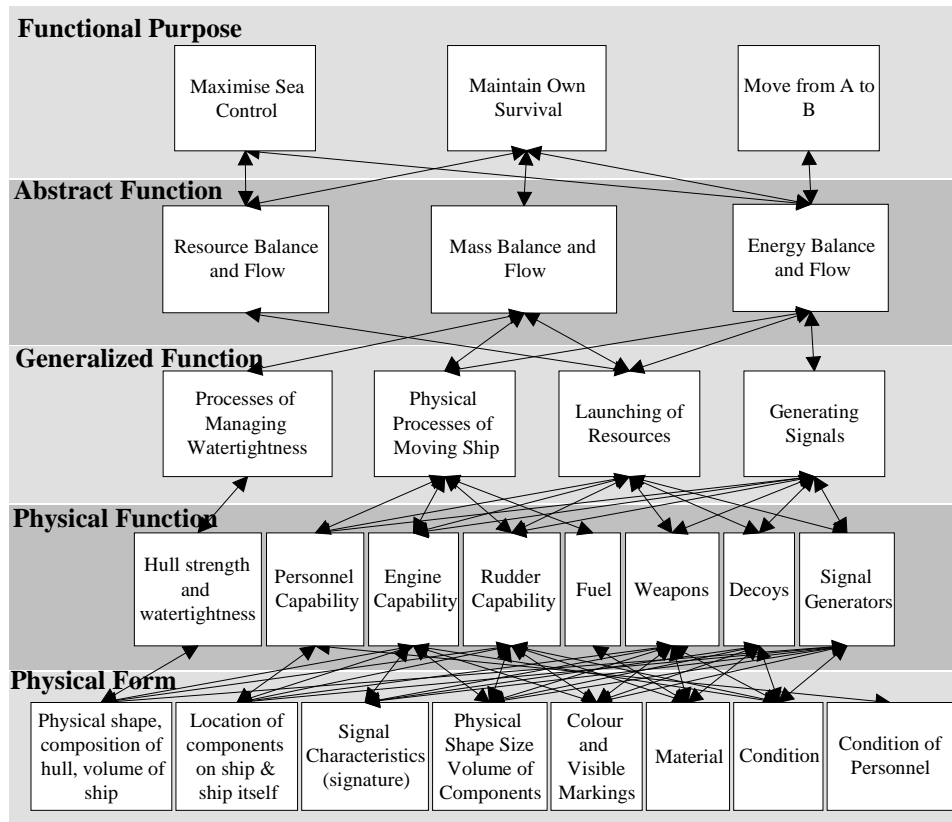 Functional Purpose
Maximise Sea
Control
Maintain Own
Survival
Move from A to
B
Abstract Function
Resource Balance
and Flow
Mass Balance and
Flow
Energy Balance
and Flow
Generalized Function
Processes of
Managing
Watertightness
Physical
Processes of
Moving Ship
Launching of
Resources
Generating
Signals
Physical Function
Hull strength
and
watertightness
Personnel
Capability
Engine
Capability
Rudder
Capability
Fuel
Weapons
Decoys
Signal
Generators
Physical Form
Physical shape,
composition of
hull, volume of
ship
Location of
components
on ship &
ship itself
Signal
Characteristics
(signature)
Physical
Shape Size
Volume of
Components
Colour
and
Visible
Markings
Material
Condition
Condition of
Personnel